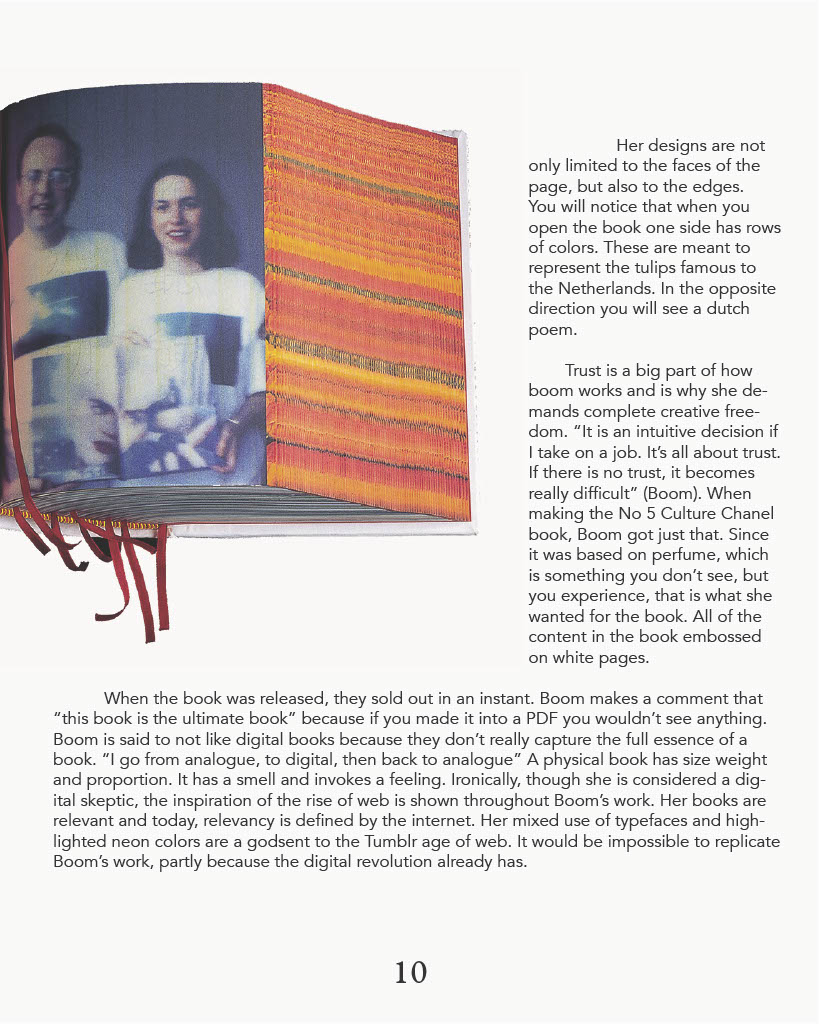 Her designs are not
only limited to the faces of the
page, but also to the edges.
You will notice that when you
open the book one side has rows
of colors. These are meant to
represent the tulips famous to
the Netherlands. In the opposite
direction you will see a dutch
poem.
Trust is a big part of how
boom works and is why she de-
mands complete creative free-
dom. “It is an intuitive decision if
I take on a job. It’s all about trust.
If there is no trust, it becomes
really difficult” (Boom). When
making the No 5 Culture Chanel
book, Boom got just that. Since
it was based on perfume, which
is something you don’t see, but
you experience, that is what she
wanted for the book. All of the
content in the book embossed
on white pages.
When the book was released, they sold out in an instant. Boom makes a comment that
“this book is the ultimate book” because if you made it into a PDF you wouldn’t see anything.
Boom is said to not like digital books because they don’t really capture the full essence of a
book. “I go from analogue, to digital, then back to analogue” A physical book has size weight
and proportion. It has a smell and invokes a feeling. Ironically, though she is considered a dig-
ital skeptic, the inspiration of the rise of web is shown throughout Boom’s work. Her books are
relevant and today, relevancy is defined by the internet. Her mixed use of typefaces and high-
lighted neon colors are a godsent to the Tumblr age of web. It would be impossible to replicate
Boom’s work, partly because the digital revolution already has.
10